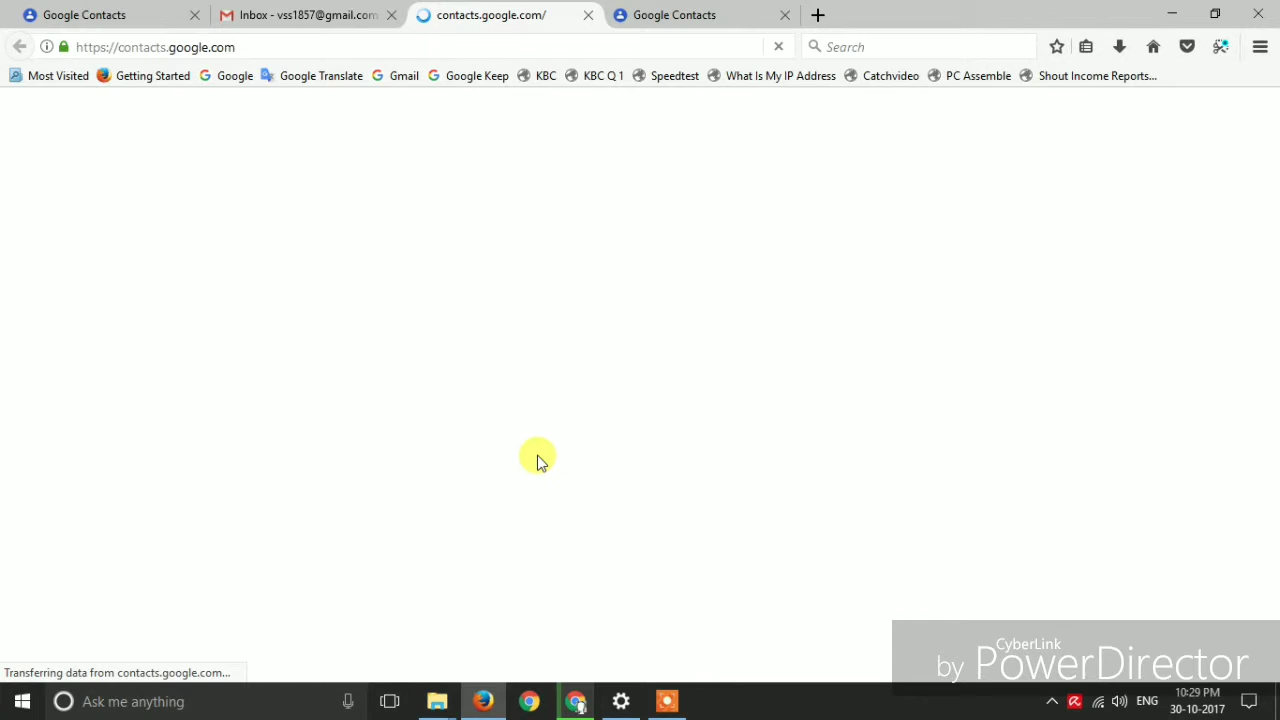 Google Contacts
Inbox - vss1857@gmail.com
contacts.google.com/
Google Contacts
https://contacts.google.com
Search
Most Visited
Getting Started
Google
Google Translate
Gmail
Google Keep
KBC
KBC Q 1
Speedtest
What Is My IP Address
Catchvideo
PC Assemble
Shout Income Reports...
Transferring data from contacts.google.com...
CyberLink
by PowerDirector
Ask me anything
ENG
10:29 PM
30-10-2017